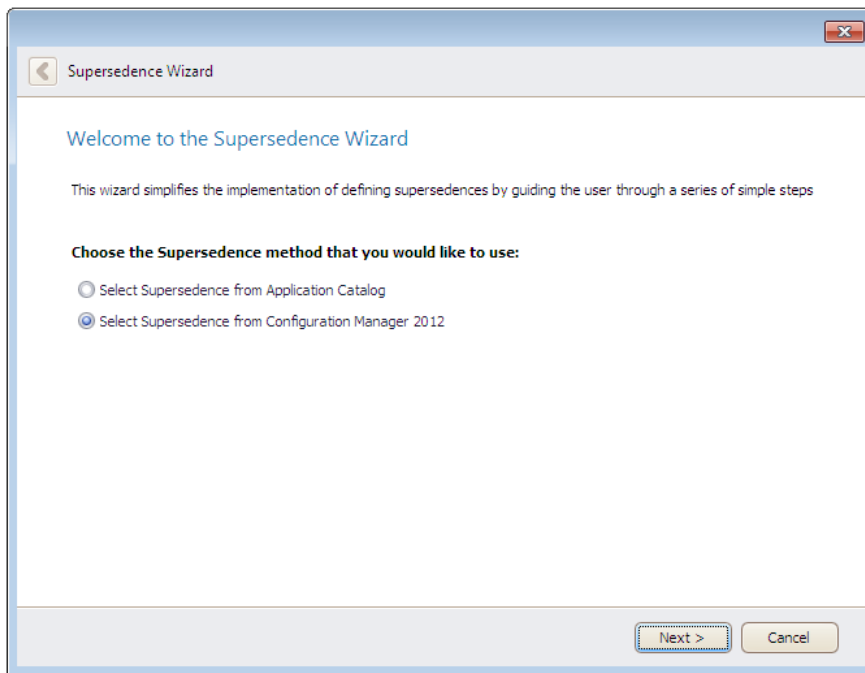 Supersedence Wizard
Welcome to the Supersedence Wizard
This wizard simplifies the implementation of defining supersedences by guiding the user through a series of simple steps
Choose the Supersedence method that you would like to use:
Select Supersedence from Application Catalog
Select Supersedence from Configuration Manager 2012
Next >
Cancel